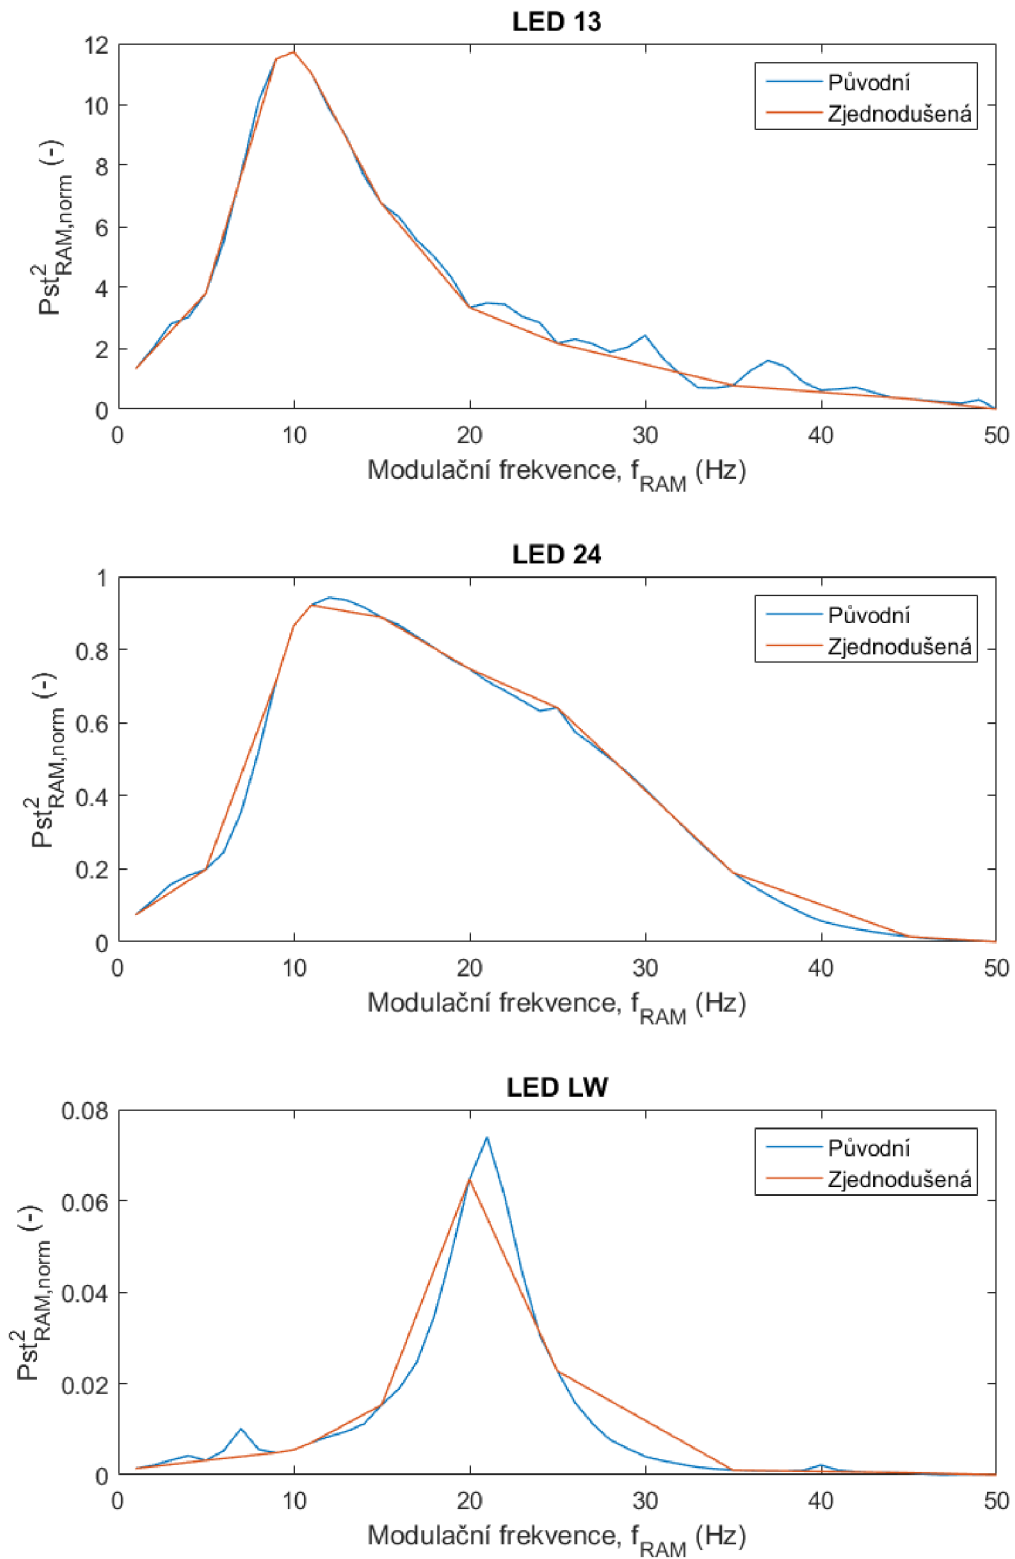 LED 13
12
10
8
6
4
2
0
Pst²RAM,norm (-)
Původní
Zjednodušená
0 10 20 30 40 50
Modulační frekvence, fRAM (Hz)
LED 24
1
0.8
0.6
0.4
0.2
0
Pst²RAM,norm (-)
Původní
Zjednodušená
0 10 20 30 40 50
Modulační frekvence, fRAM (Hz)
LED LW
0.08
0.06
0.04
0.02
0
Pst²RAM,norm (-)
Původní
Zjednodušená
0 10 20 30 40 50
Modulační frekvence, fRAM (Hz)